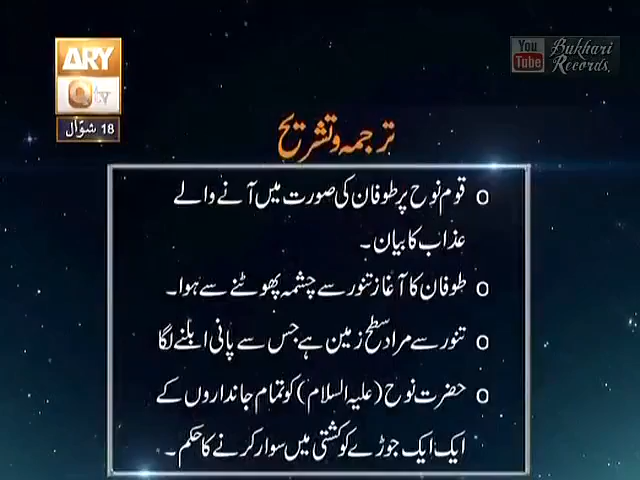 ARY
Qtv
18 شوّال
You Tube Bukhari Records.
ترجمہ و تشریح
o قوم نوح پر طوفان کی صورت میں آنے والے
عذاب کا بیان۔
o طوفان کا آغاز تنور سے چشمہ پھوٹنے سے ہوا۔
o تنور سے مراد سطح زمین ہے جس سے پانی ابلنے لگا
o حضرت نوح (علیہ السلام) کو تمام جانداروں کے
ایک ایک جوڑے کو کشتی میں سوار کرنے کا حکم۔